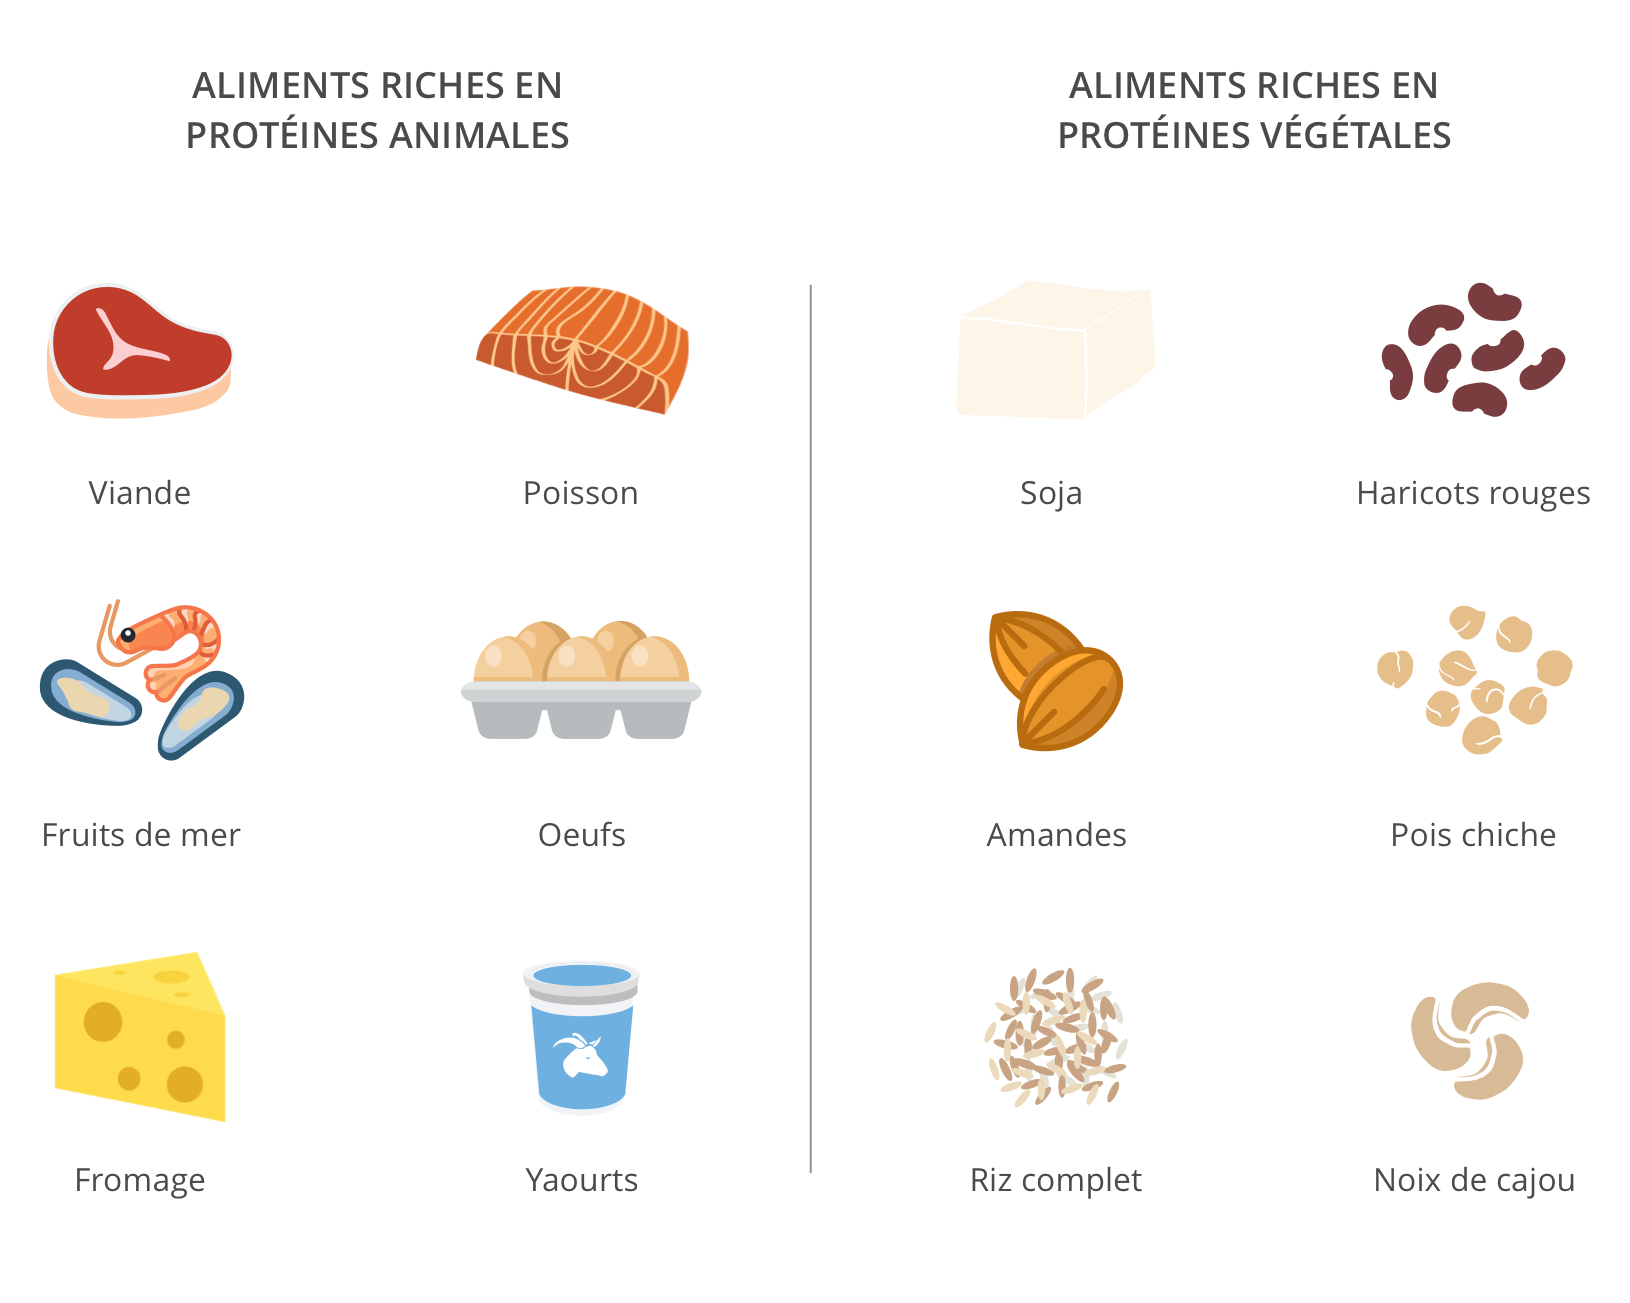 ALIMENTS RICHES EN
PROTÉINES ANIMALES
Viande
Poisson
Fruits de mer
Oeufs
Fromage
Yaourts
ALIMENTS RICHES EN
PROTÉINES VÉGÉTALES
Soja
Haricots rouges
Amandes
Pois chiche
Riz complet
Noix de cajou